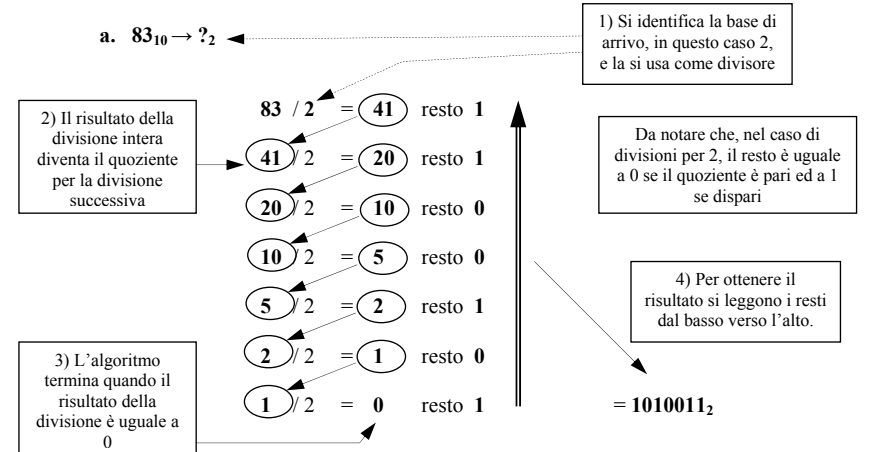 a. 83₁₀ → ?₂
1) Si identifica la base di
arrivo, in questo caso 2,
e la si usa come divisore
83 / 2 = 41 resto 1
2) Il risultato della
divisione intera
diventa il quoziente
per la divisione
successiva
41 / 2 = 20 resto 1
Da notare che, nel caso di
divisioni per 2, il resto è uguale
a 0 se il quoziente è pari ed a 1
se dispari
20 / 2 = 10 resto 0
10 / 2 = 5 resto 0
4) Per ottenere il
risultato si leggono i resti
dal basso verso l'alto.
5 / 2 = 2 resto 1
2 / 2 = 1 resto 0
3) L'algoritmo
termina quando il
risultato della
divisione è uguale a
0
1 / 2 = 0 resto 1
= 1010011₂